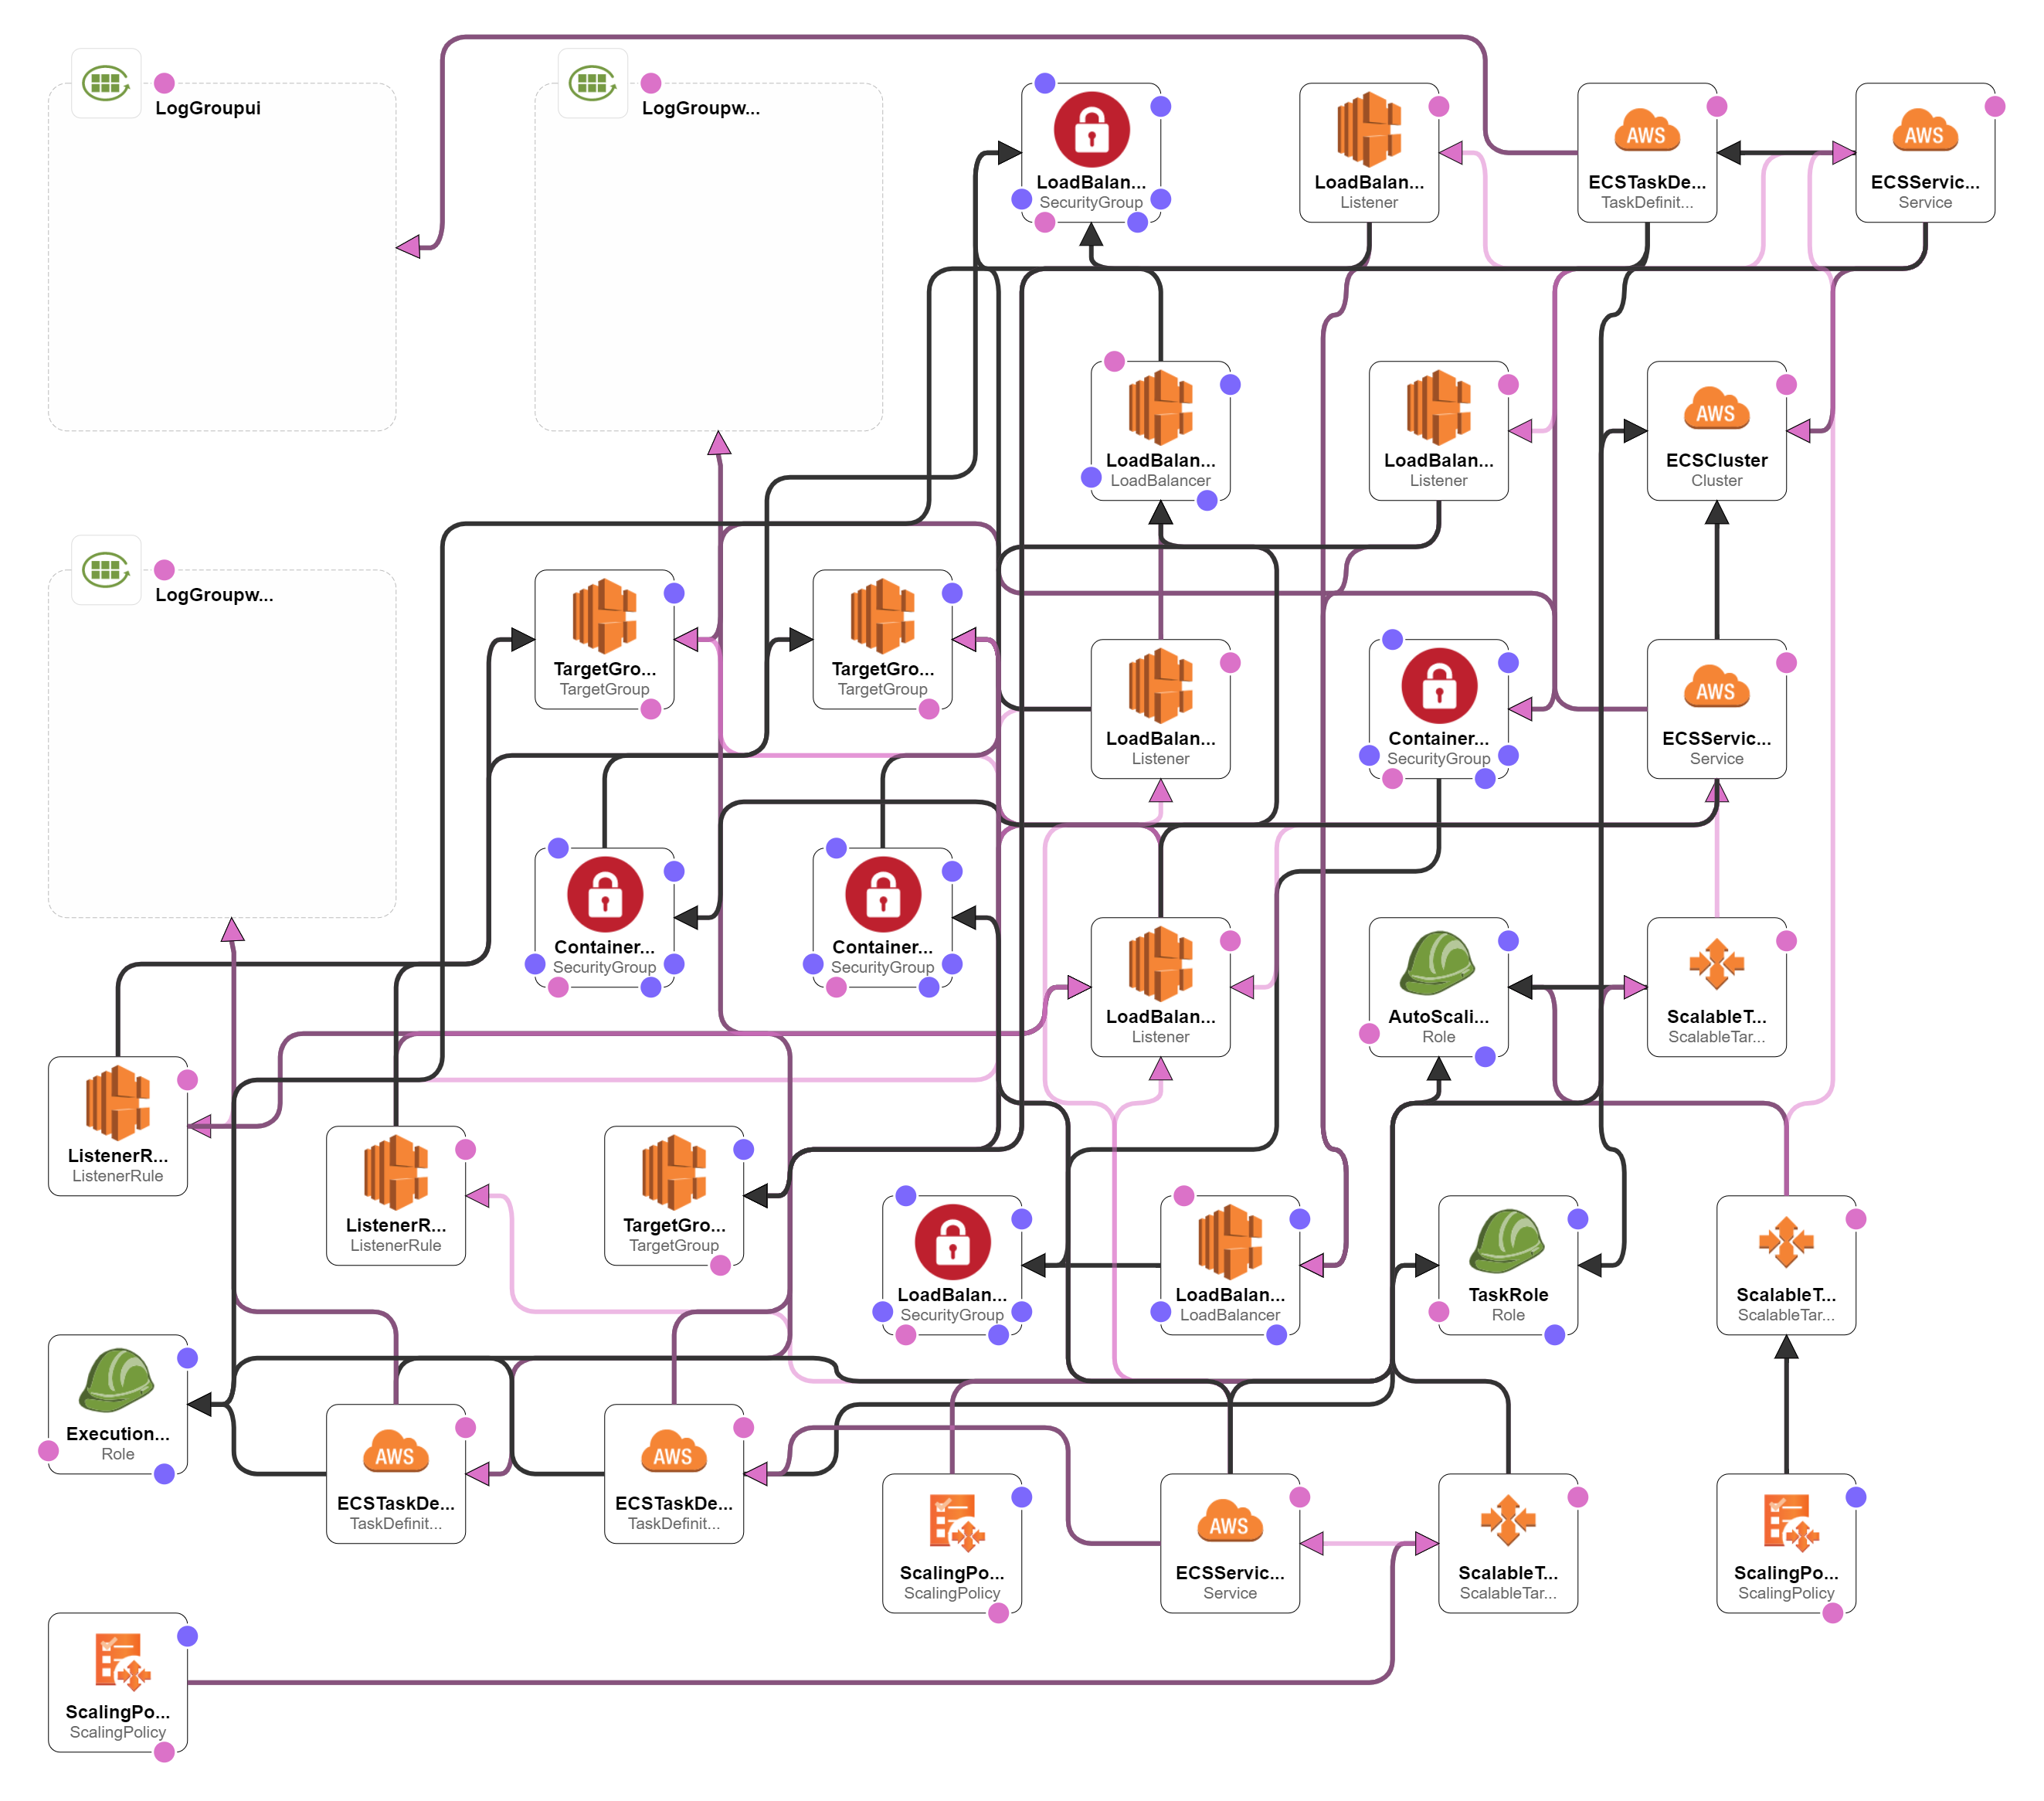 LogGroupui
LogGroupw...
LoadBalan...
SecurityGroup
LoadBalan...
Listener
AWS
ECSTaskDe...
TaskDefinit...
AWS
ECSServic...
Service
LoadBalan...
LoadBalancer
LoadBalan...
Listener
AWS
ECSCluster
Cluster
LogGroupw...
TargetGro...
TargetGroup
TargetGro...
TargetGroup
LoadBalan...
Listener
Container...
SecurityGroup
AWS
ECSServic...
Service
Container...
SecurityGroup
Container...
SecurityGroup
LoadBalan...
Listener
AutoScali...
Role
ScalableT...
ScalableTar...
ListenerR...
ListenerRule
ListenerR...
ListenerRule
TargetGro...
TargetGroup
LoadBalan...
SecurityGroup
LoadBalan...
LoadBalancer
TaskRole
Role
ScalableT...
ScalableTar...
Execution...
Role
AWS
ECSTaskDe...
TaskDefinit...
AWS
ECSTaskDe...
TaskDefinit...
ScalingPo...
ScalingPolicy
AWS
ECSServic...
Service
ScalableT...
ScalableTar...
ScalingPo...
ScalingPolicy
ScalingPo...
ScalingPolicy